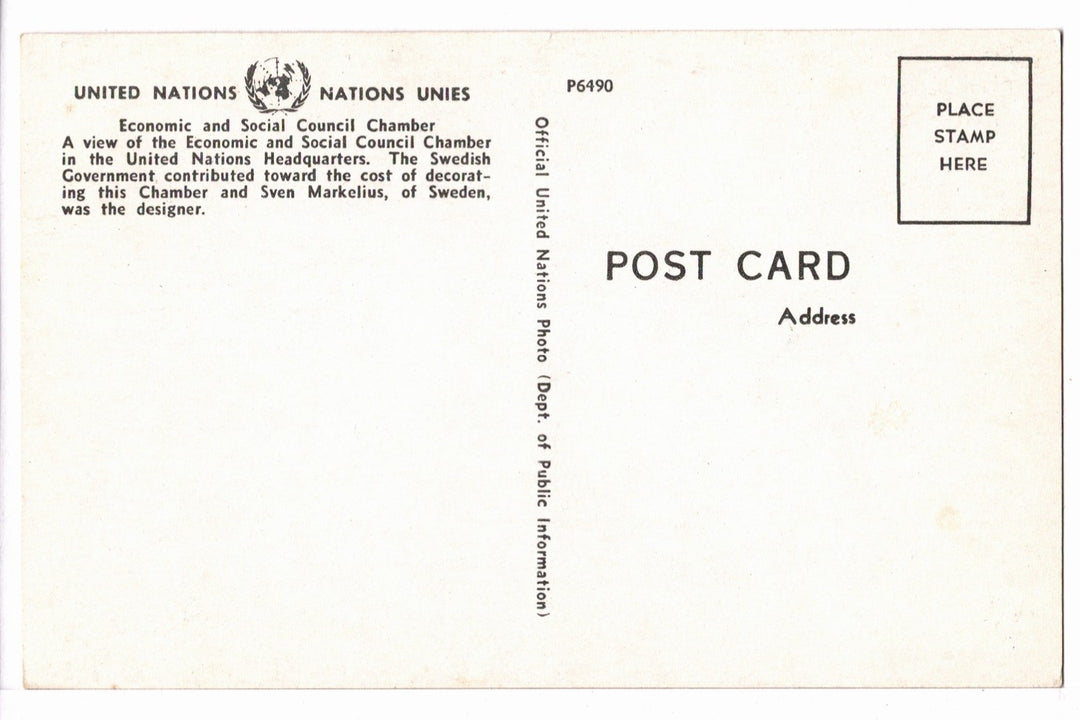 UNITED NATIONS NATIONS UNIES
Economic and Social Council Chamber
A view of the Economic and Social Council Chamber
in the United Nations Headquarters. The Swedish
Government contributed toward the cost of decorat-
ing this Chamber and Sven Markelius, of Sweden,
was the designer.
Official United Nations Photo (Dept. of Public Information)
P6490
PLACE
STAMP
HERE
POST CARD
Address